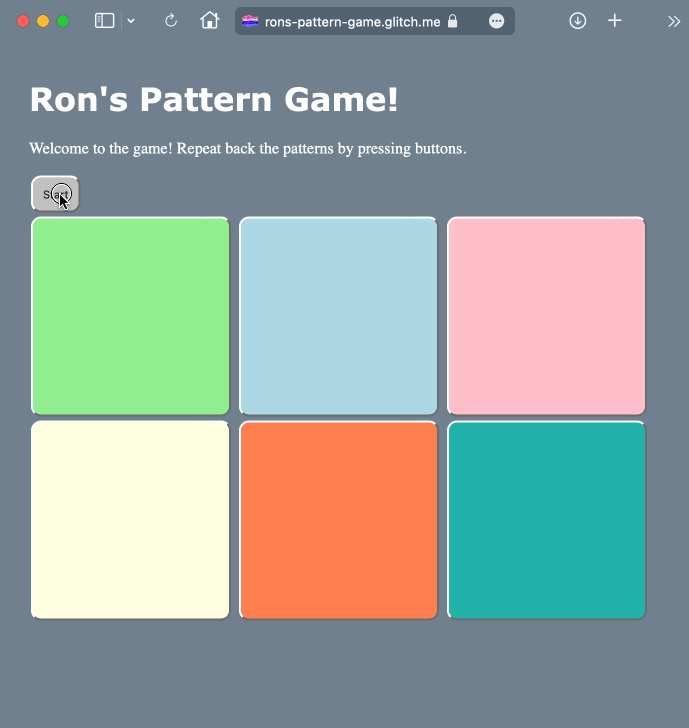 rons-pattern-game.glitch.me
Ron's Pattern Game!
Welcome to the game! Repeat back the patterns by pressing buttons.
Start